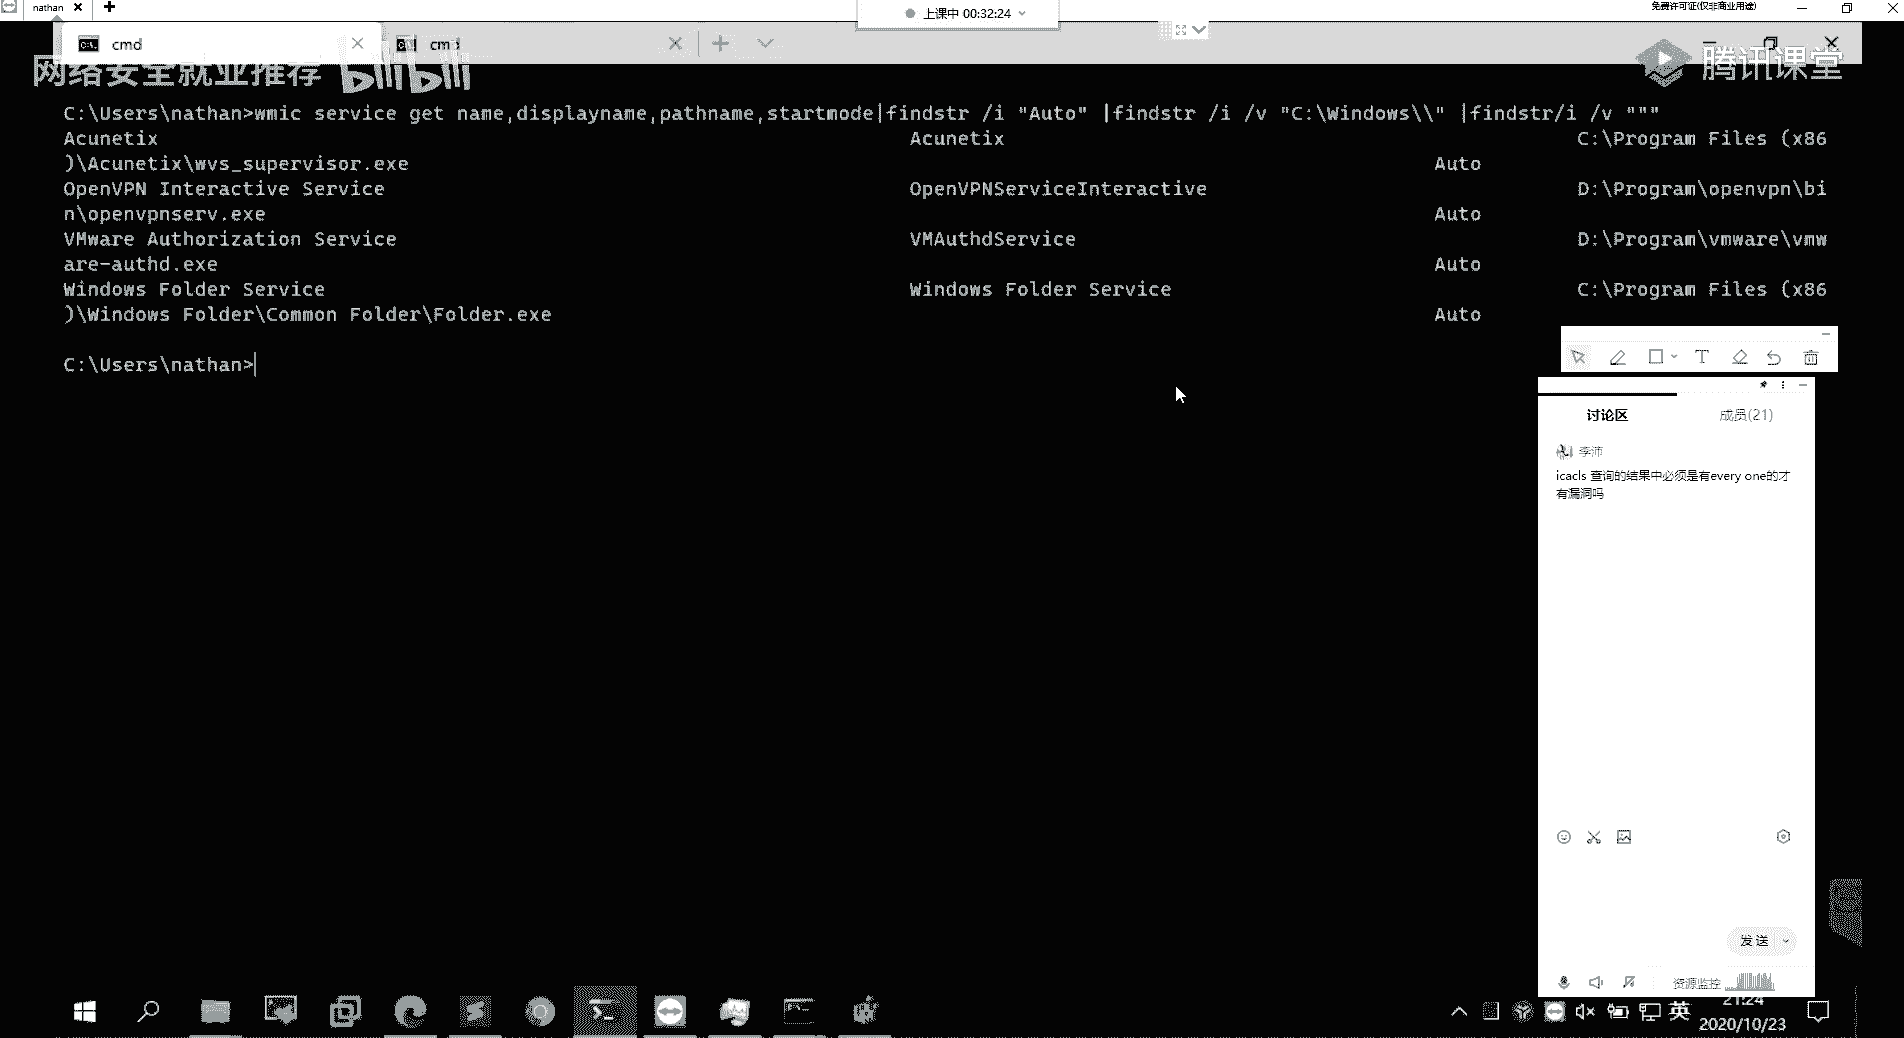 nathan
上课中 00:32:24
免费许可证(仅非商业用途)
cmd
cmd
网络安全就业推荐 bilibili
腾讯课堂
C:\Users\nathan>wmic service get name,displayname,pathname,startmode|findstr /i "Auto" |findstr /i /v "C:\Windows\\" |findstr/i /v """
Acunetix Acunetix C:\Program Files (x86
)\Acunetix\wvs_supervisor.exe Auto
OpenVPN Interactive Service OpenVPNServiceInteractive D:\Program\openvpn\bi
n\openvpnserv.exe Auto
VMware Authorization Service VMAuthdService D:\Program\vmware\vmw
are-authd.exe Auto
Windows Folder Service Windows Folder Service C:\Program Files (x86
)\Windows Folder\Common Folder\Folder.exe Auto
C:\Users\nathan>
讨论区 成员(21)
李沛
icacls 查询的结果中必须是有every one的才
有漏洞吗
发送
资源监控
英
21:24
2020/10/23